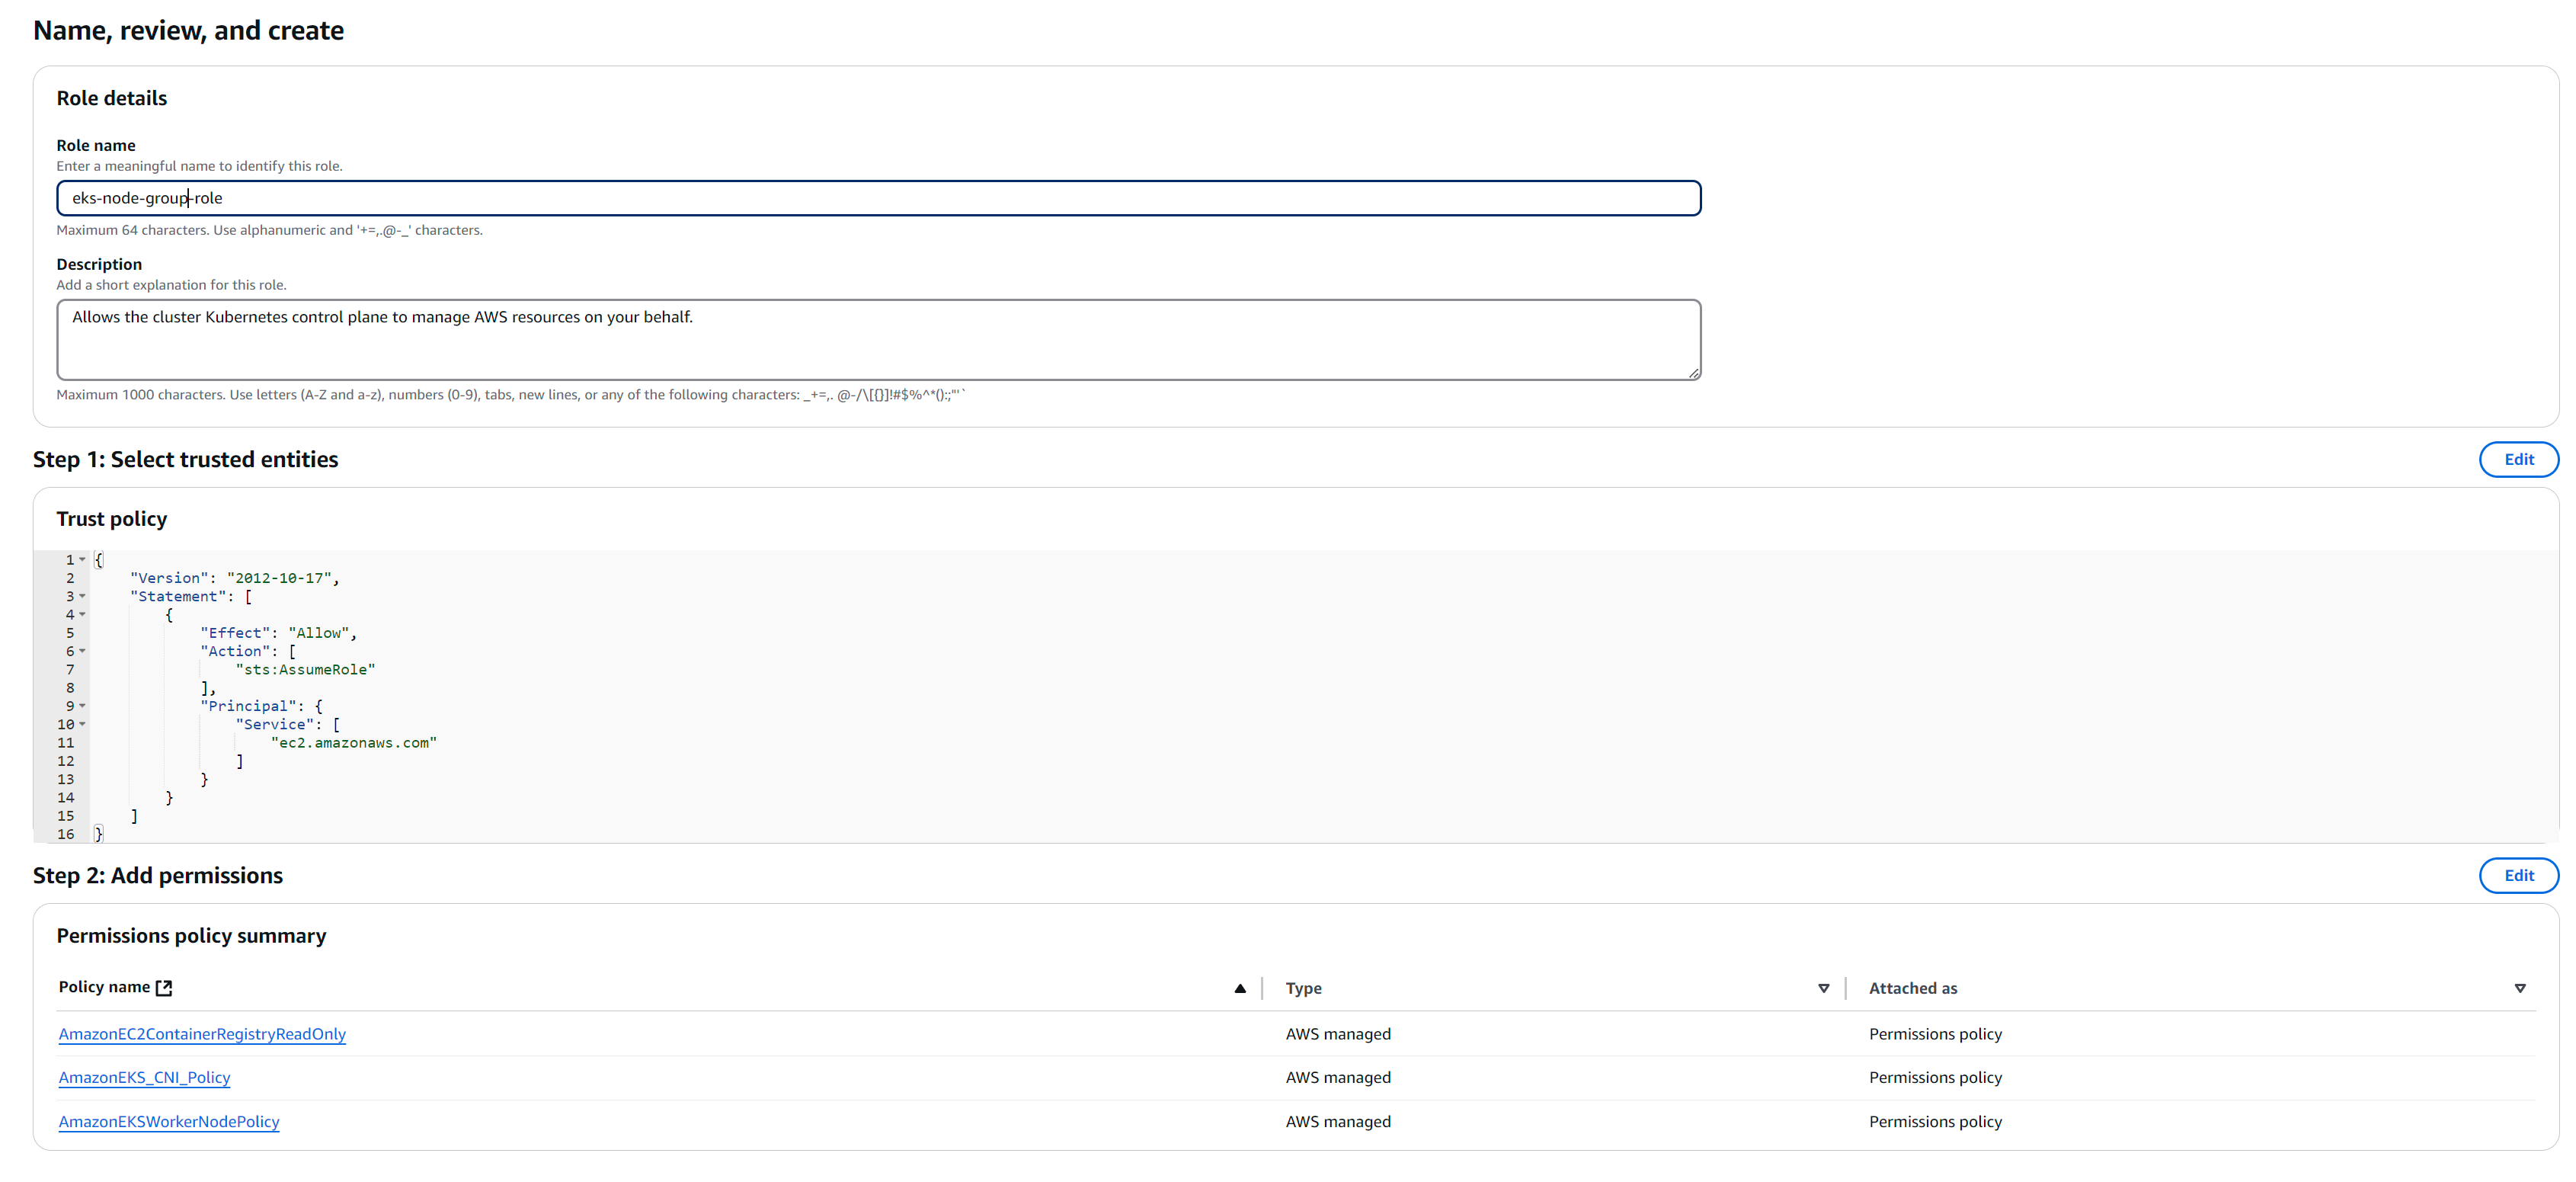 Name, review, and create
Role details
Role name
Enter a meaningful name to identify this role.
eks-node-group-role
Maximum 64 characters. Use alphanumeric and '+=,.@-_' characters.
Description
Add a short explanation for this role.
Allows the cluster Kubernetes control plane to manage AWS resources on your behalf.
Maximum 1000 characters. Use letters (A-Z and a-z), numbers (0-9), tabs, new lines, or any of the following characters: _+=,. @-/\[{}]!#$%^*();:"'`
Step 1: Select trusted entities
Edit
Trust policy
1 {
2 "Version": "2012-10-17",
3 "Statement": [
4 {
5 "Effect": "Allow",
6 "Action": [
7 "sts:AssumeRole"
8 ],
9 "Principal": {
10 "Service": [
11 "ec2.amazonaws.com"
12 ]
13 }
14 }
15 ]
16 }
Step 2: Add permissions
Edit
Permissions policy summary
Policy name Type Attached as
AmazonEC2ContainerRegistryReadOnly AWS managed Permissions policy
AmazonEKS_CNI_Policy AWS managed Permissions policy
AmazonEKSWorkerNodePolicy AWS managed Permissions policy